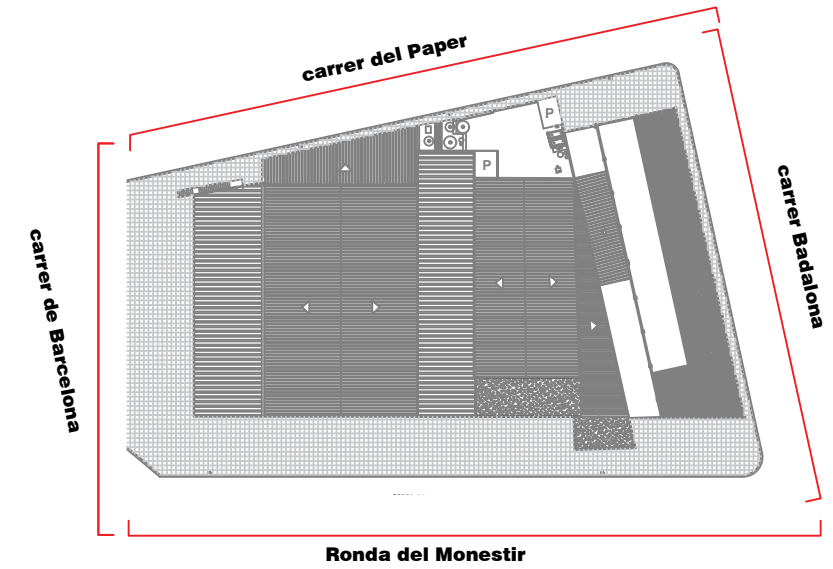 carrer del Paper
P
P
carrer de Barcelona
carrer Badalona
Ronda del Monestir